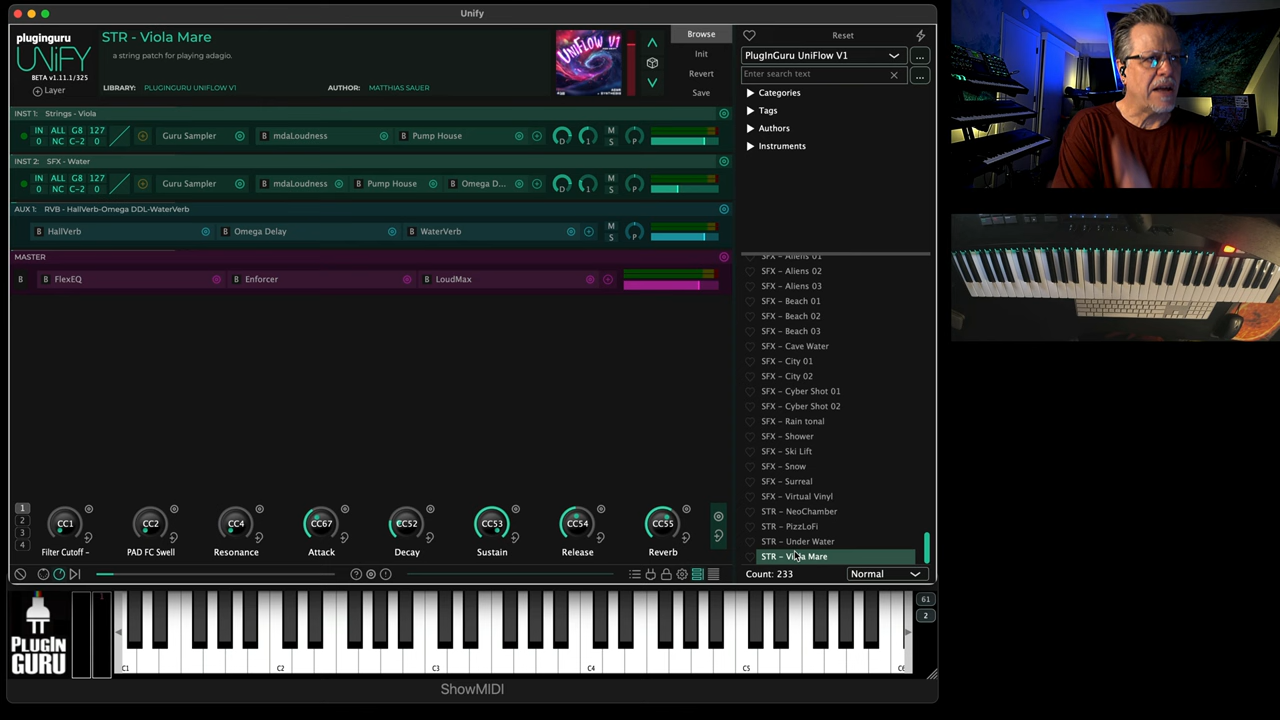 Unify
pluginguru
UNIFY
BETA v1.11.1/325
Layer
STR - Viola Mare
a string patch for playing adagio.
LIBRARY: PLUGINGURU UNIFLOW V1
AUTHOR: MATTHIAS SAUER
UNIFLOW V1
Browse
Init
Revert
Save
Reset
PlugInGuru UniFlow V1
...
Enter search text
...
Categories
Tags
Authors
Instruments
INST 1: Strings - Viola
IN ALL G8 127
0 NC C-2 0
Guru Sampler
B mdaLoudness
B Pump House
D 1 M S P
INST 2: SFX - Water
IN ALL G8 127
0 NC C-2 0
Guru Sampler
B mdaLoudness
B Pump House
B Omega D...
D 1 M S P
AUX 1: RVB - HallVerb-Omega DDL-WaterVerb
B HallVerb
B Omega Delay
B WaterVerb
M S P
MASTER
B
B FlexEQ
B Enforcer
B LoudMax
SFX - Aliens 01
SFX - Aliens 02
SFX - Aliens 03
SFX - Beach 01
SFX - Beach 02
SFX - Beach 03
SFX - Cave Water
SFX - City 01
SFX - City 02
SFX - Cyber Shot 01
SFX - Cyber Shot 02
SFX - Rain tonal
SFX - Shower
SFX - Ski Lift
SFX - Snow
SFX - Surreal
SFX - Virtual Vinyl
STR - NeoChamber
STR - PizzLoFi
STR - Under Water
STR - Viola Mare
Count: 233
Normal
1
2
3
4
CC1
CC2
CC4
CC67
CC52
CC53
CC54
CC55
Filter Cutoff -
PAD FC Swell
Resonance
Attack
Decay
Sustain
Release
Reverb
PLUGIN
GURU
C1
C2
C3
C4
C5
C6
61
2
ShowMIDI